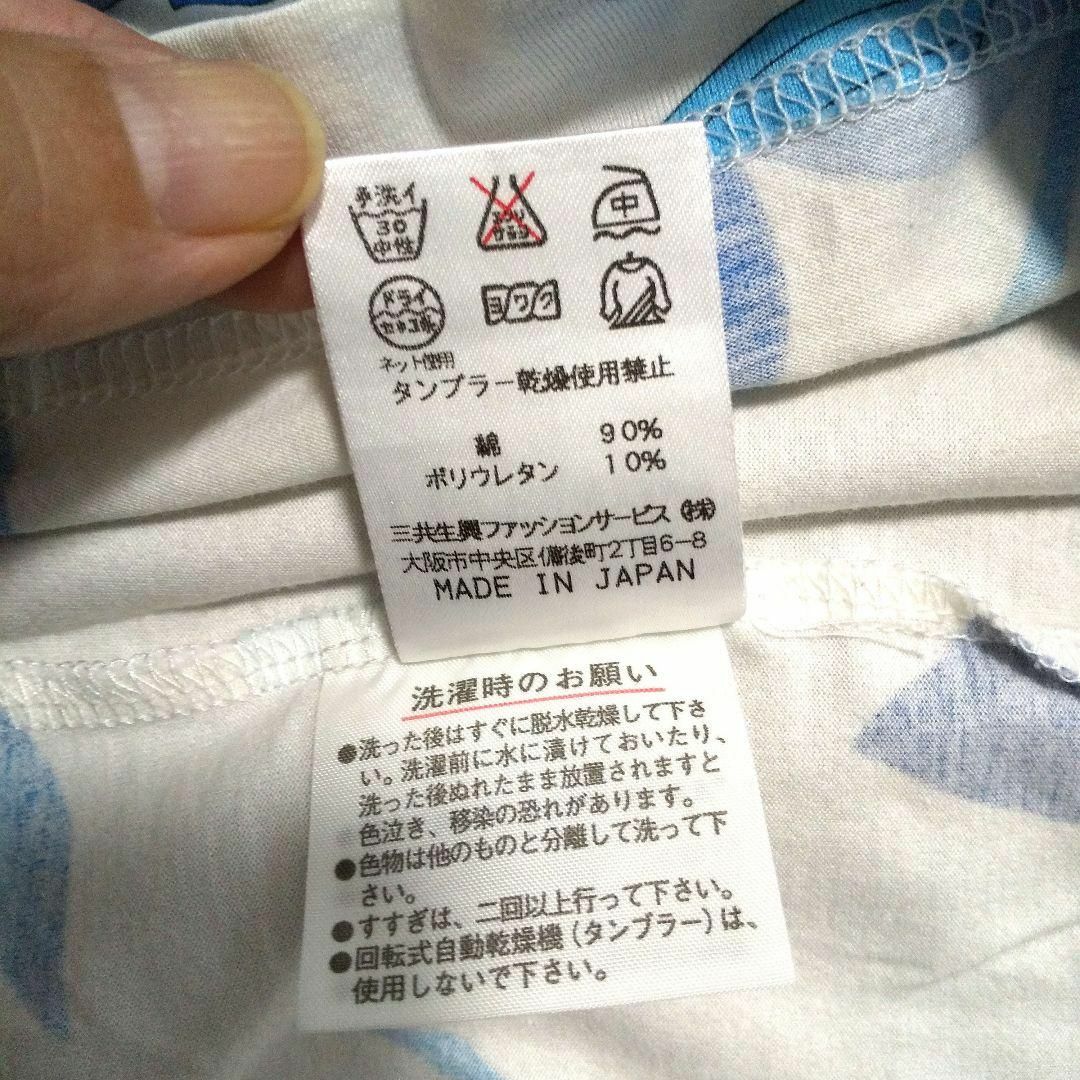 手洗イ
30
中性
エンソ
サラシ
中
ドライ
セキユ系
ヨワク
ネット使用
タンブラー乾燥使用禁止
綿 90%
ポリウレタン 10%
三共生興ファッションサービス㈱
大阪市中央区備後町2丁目6-8
MADE IN JAPAN
洗濯時のお願い
●洗った後はすぐに脱水乾燥して下さ
い。洗濯前に水に漬けておいたり、
洗った後ぬれたまま放置されますと
色泣き、移染の恐れがあります。
●色物は他のものと分離して洗って下
さい。
●すすぎは、二回以上行って下さい。
●回転式自動乾燥機(タンブラー)は、
使用しないで下さい。